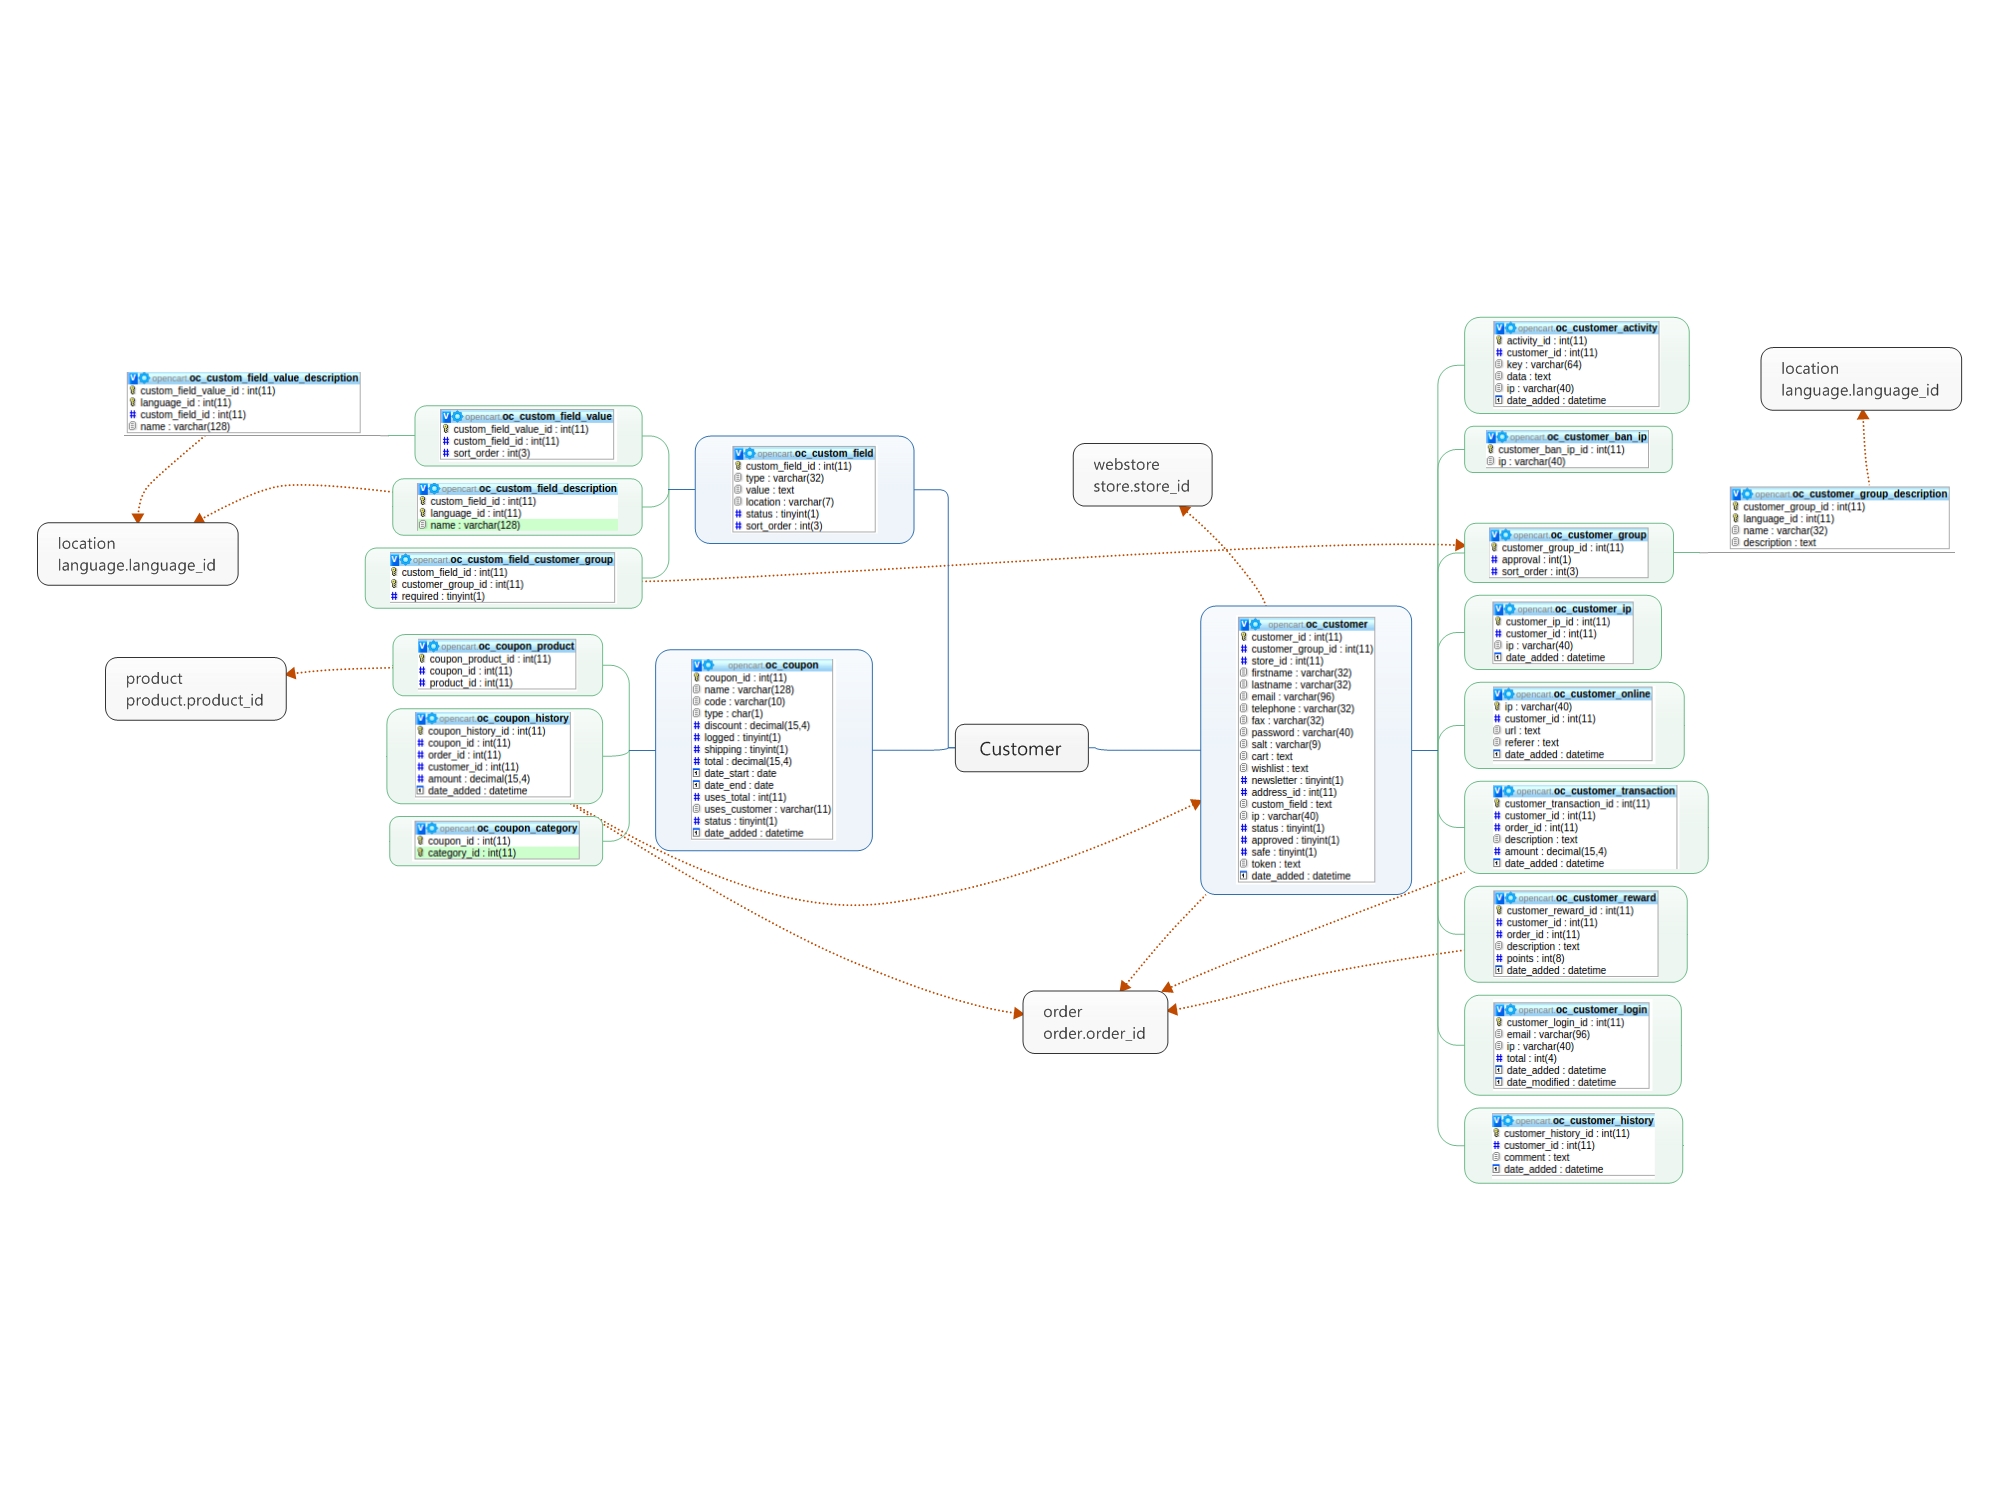 opencart.oc_custom_field_value_description
custom_field_value_id : int(11)
language_id : int(11)
custom_field_id : int(11)
name : varchar(128)
opencart.oc_custom_field_value
custom_field_value_id : int(11)
custom_field_id : int(11)
sort_order : int(3)
opencart.oc_custom_field_description
custom_field_id : int(11)
language_id : int(11)
name : varchar(128)
location
language.language_id
opencart.oc_custom_field_customer_group
custom_field_id : int(11)
customer_group_id : int(11)
required : tinyint(1)
opencart.oc_custom_field
custom_field_id : int(11)
type : varchar(32)
value : text
location : varchar(7)
status : tinyint(1)
sort_order : int(3)
product
product.product_id
opencart.oc_coupon_product
coupon_product_id : int(11)
coupon_id : int(11)
product_id : int(11)
opencart.oc_coupon_history
coupon_history_id : int(11)
coupon_id : int(11)
order_id : int(11)
customer_id : int(11)
amount : decimal(15,4)
date_added : datetime
opencart.oc_coupon_category
coupon_id : int(11)
category_id : int(11)
opencart.oc_coupon
coupon_id : int(11)
name : varchar(128)
code : varchar(10)
type : char(1)
discount : decimal(15,4)
logged : tinyint(1)
shipping : tinyint(1)
total : decimal(15,4)
date_start : date
date_end : date
uses_total : int(11)
uses_customer : varchar(11)
status : tinyint(1)
date_added : datetime
Customer
webstore
store.store_id
opencart.oc_customer
customer_id : int(11)
customer_group_id : int(11)
store_id : int(11)
firstname : varchar(32)
lastname : varchar(32)
email : varchar(96)
telephone : varchar(32)
fax : varchar(32)
password : varchar(40)
salt : varchar(9)
cart : text
wishlist : text
newsletter : tinyint(1)
address_id : int(11)
custom_field : text
ip : varchar(40)
status : tinyint(1)
approved : tinyint(1)
safe : tinyint(1)
token : text
date_added : datetime
order
order.order_id
opencart.oc_customer_activity
activity_id : int(11)
customer_id : int(11)
key : varchar(64)
data : text
ip : varchar(40)
date_added : datetime
opencart.oc_customer_ban_ip
customer_ban_ip_id : int(11)
ip : varchar(40)
opencart.oc_customer_group
customer_group_id : int(11)
approval : int(1)
sort_order : int(3)
location
language.language_id
opencart.oc_customer_group_description
customer_group_id : int(11)
language_id : int(11)
name : varchar(32)
description : text
opencart.oc_customer_ip
customer_ip_id : int(11)
customer_id : int(11)
ip : varchar(40)
date_added : datetime
opencart.oc_customer_online
ip : varchar(40)
customer_id : int(11)
url : text
referer : text
date_added : datetime
opencart.oc_customer_transaction
customer_transaction_id : int(11)
customer_id : int(11)
order_id : int(11)
description : text
amount : decimal(15,4)
date_added : datetime
opencart.oc_customer_reward
customer_reward_id : int(11)
customer_id : int(11)
order_id : int(11)
description : text
points : int(8)
date_added : datetime
opencart.oc_customer_login
customer_login_id : int(11)
email : varchar(96)
ip : varchar(40)
total : int(4)
date_added : datetime
date_modified : datetime
opencart.oc_customer_history
customer_history_id : int(11)
customer_id : int(11)
comment : text
date_added : datetime